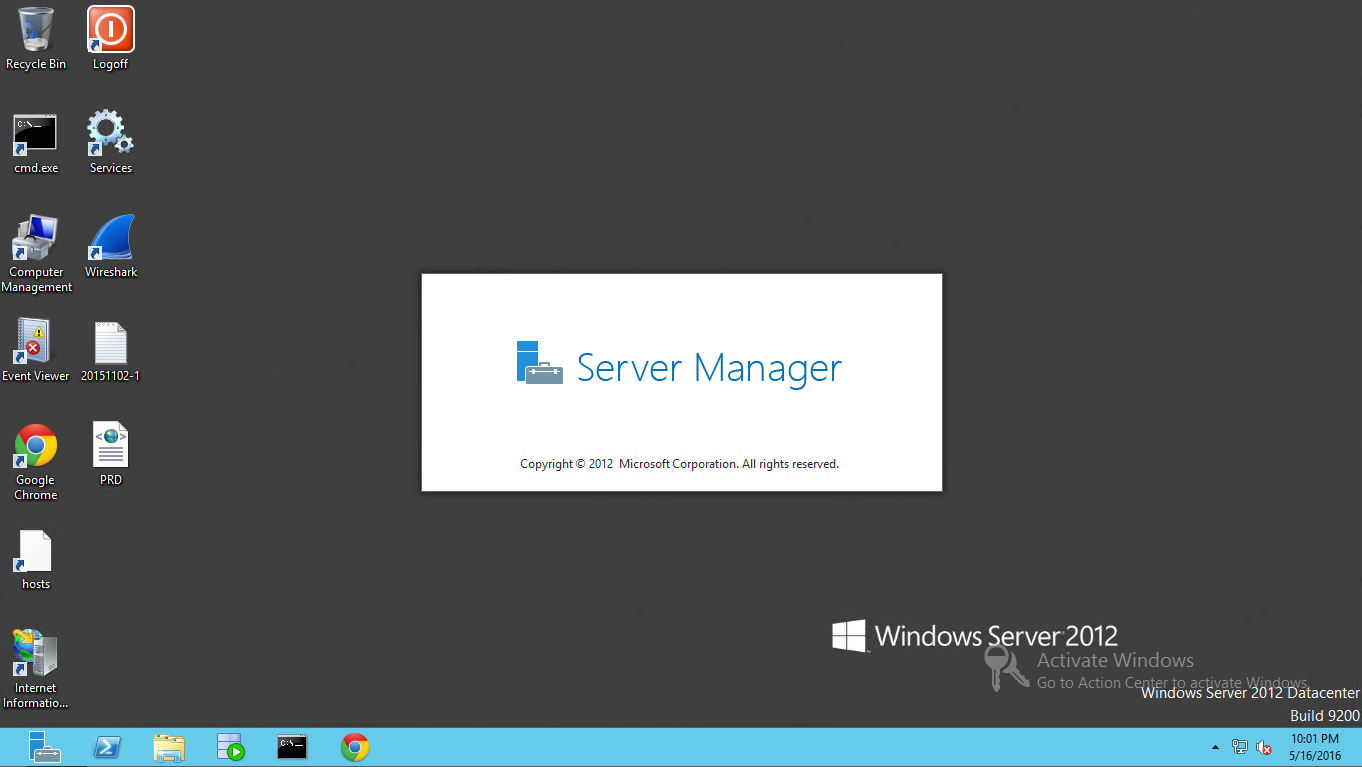 Recycle Bin
Logoff
cmd.exe
Services
Computer
Management
Wireshark
Event Viewer
20151102-1
Google
Chrome
PRD
hosts
Internet
Informatio...
Server Manager
Copyright © 2012 Microsoft Corporation. All rights reserved.
Windows Server 2012
Activate Windows
Go to Action Center to activate Windows.
Windows Server 2012 Datacenter
Build 9200
10:01 PM
5/16/2016